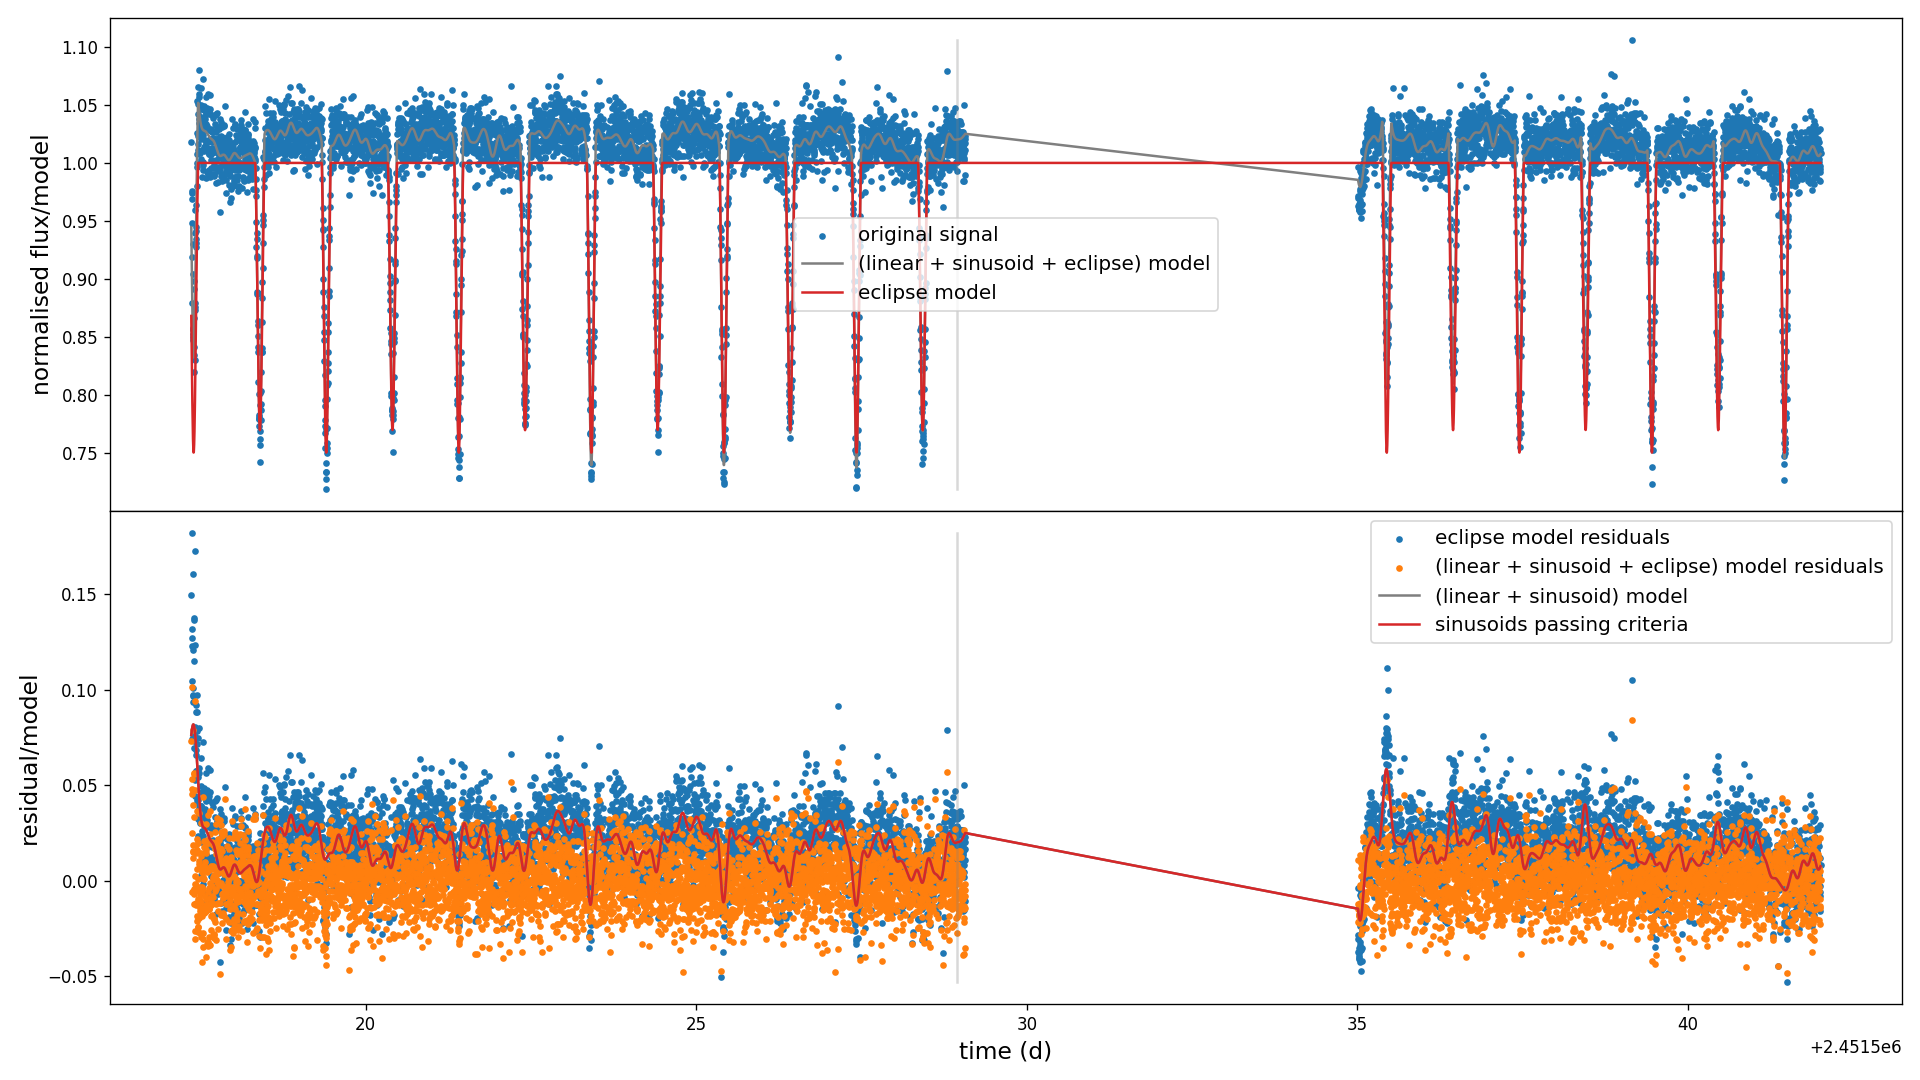 normalised flux/model
1.10
1.05
1.00
0.95
0.90
0.85
0.80
0.75
original signal
(linear + sinusoid + eclipse) model
eclipse model
residual/model
0.15
0.10
0.05
0.00
−0.05
eclipse model residuals
(linear + sinusoid + eclipse) model residuals
(linear + sinusoid) model
sinusoids passing criteria
20 25 30 35 40
time (d)
+2.4515e6